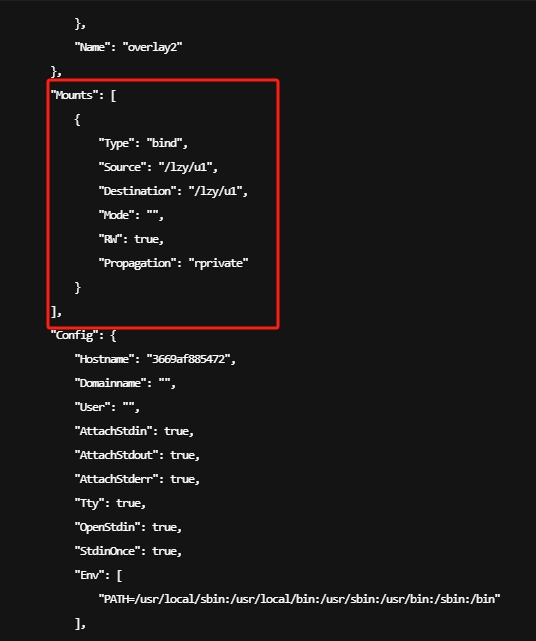 },
"Name": "overlay2"
},
"Mounts": [
{
"Type": "bind",
"Source": "/lzy/u1",
"Destination": "/lzy/u1",
"Mode": "",
"RW": true,
"Propagation": "rprivate"
}
],
"Config": {
"Hostname": "3669af885472",
"Domainname": "",
"User": "",
"AttachStdin": true,
"AttachStdout": true,
"AttachStderr": true,
"Tty": true,
"OpenStdin": true,
"StdinOnce": true,
"Env": [
"PATH=/usr/local/sbin:/usr/local/bin:/usr/sbin:/usr/bin:/sbin:/bin"
],